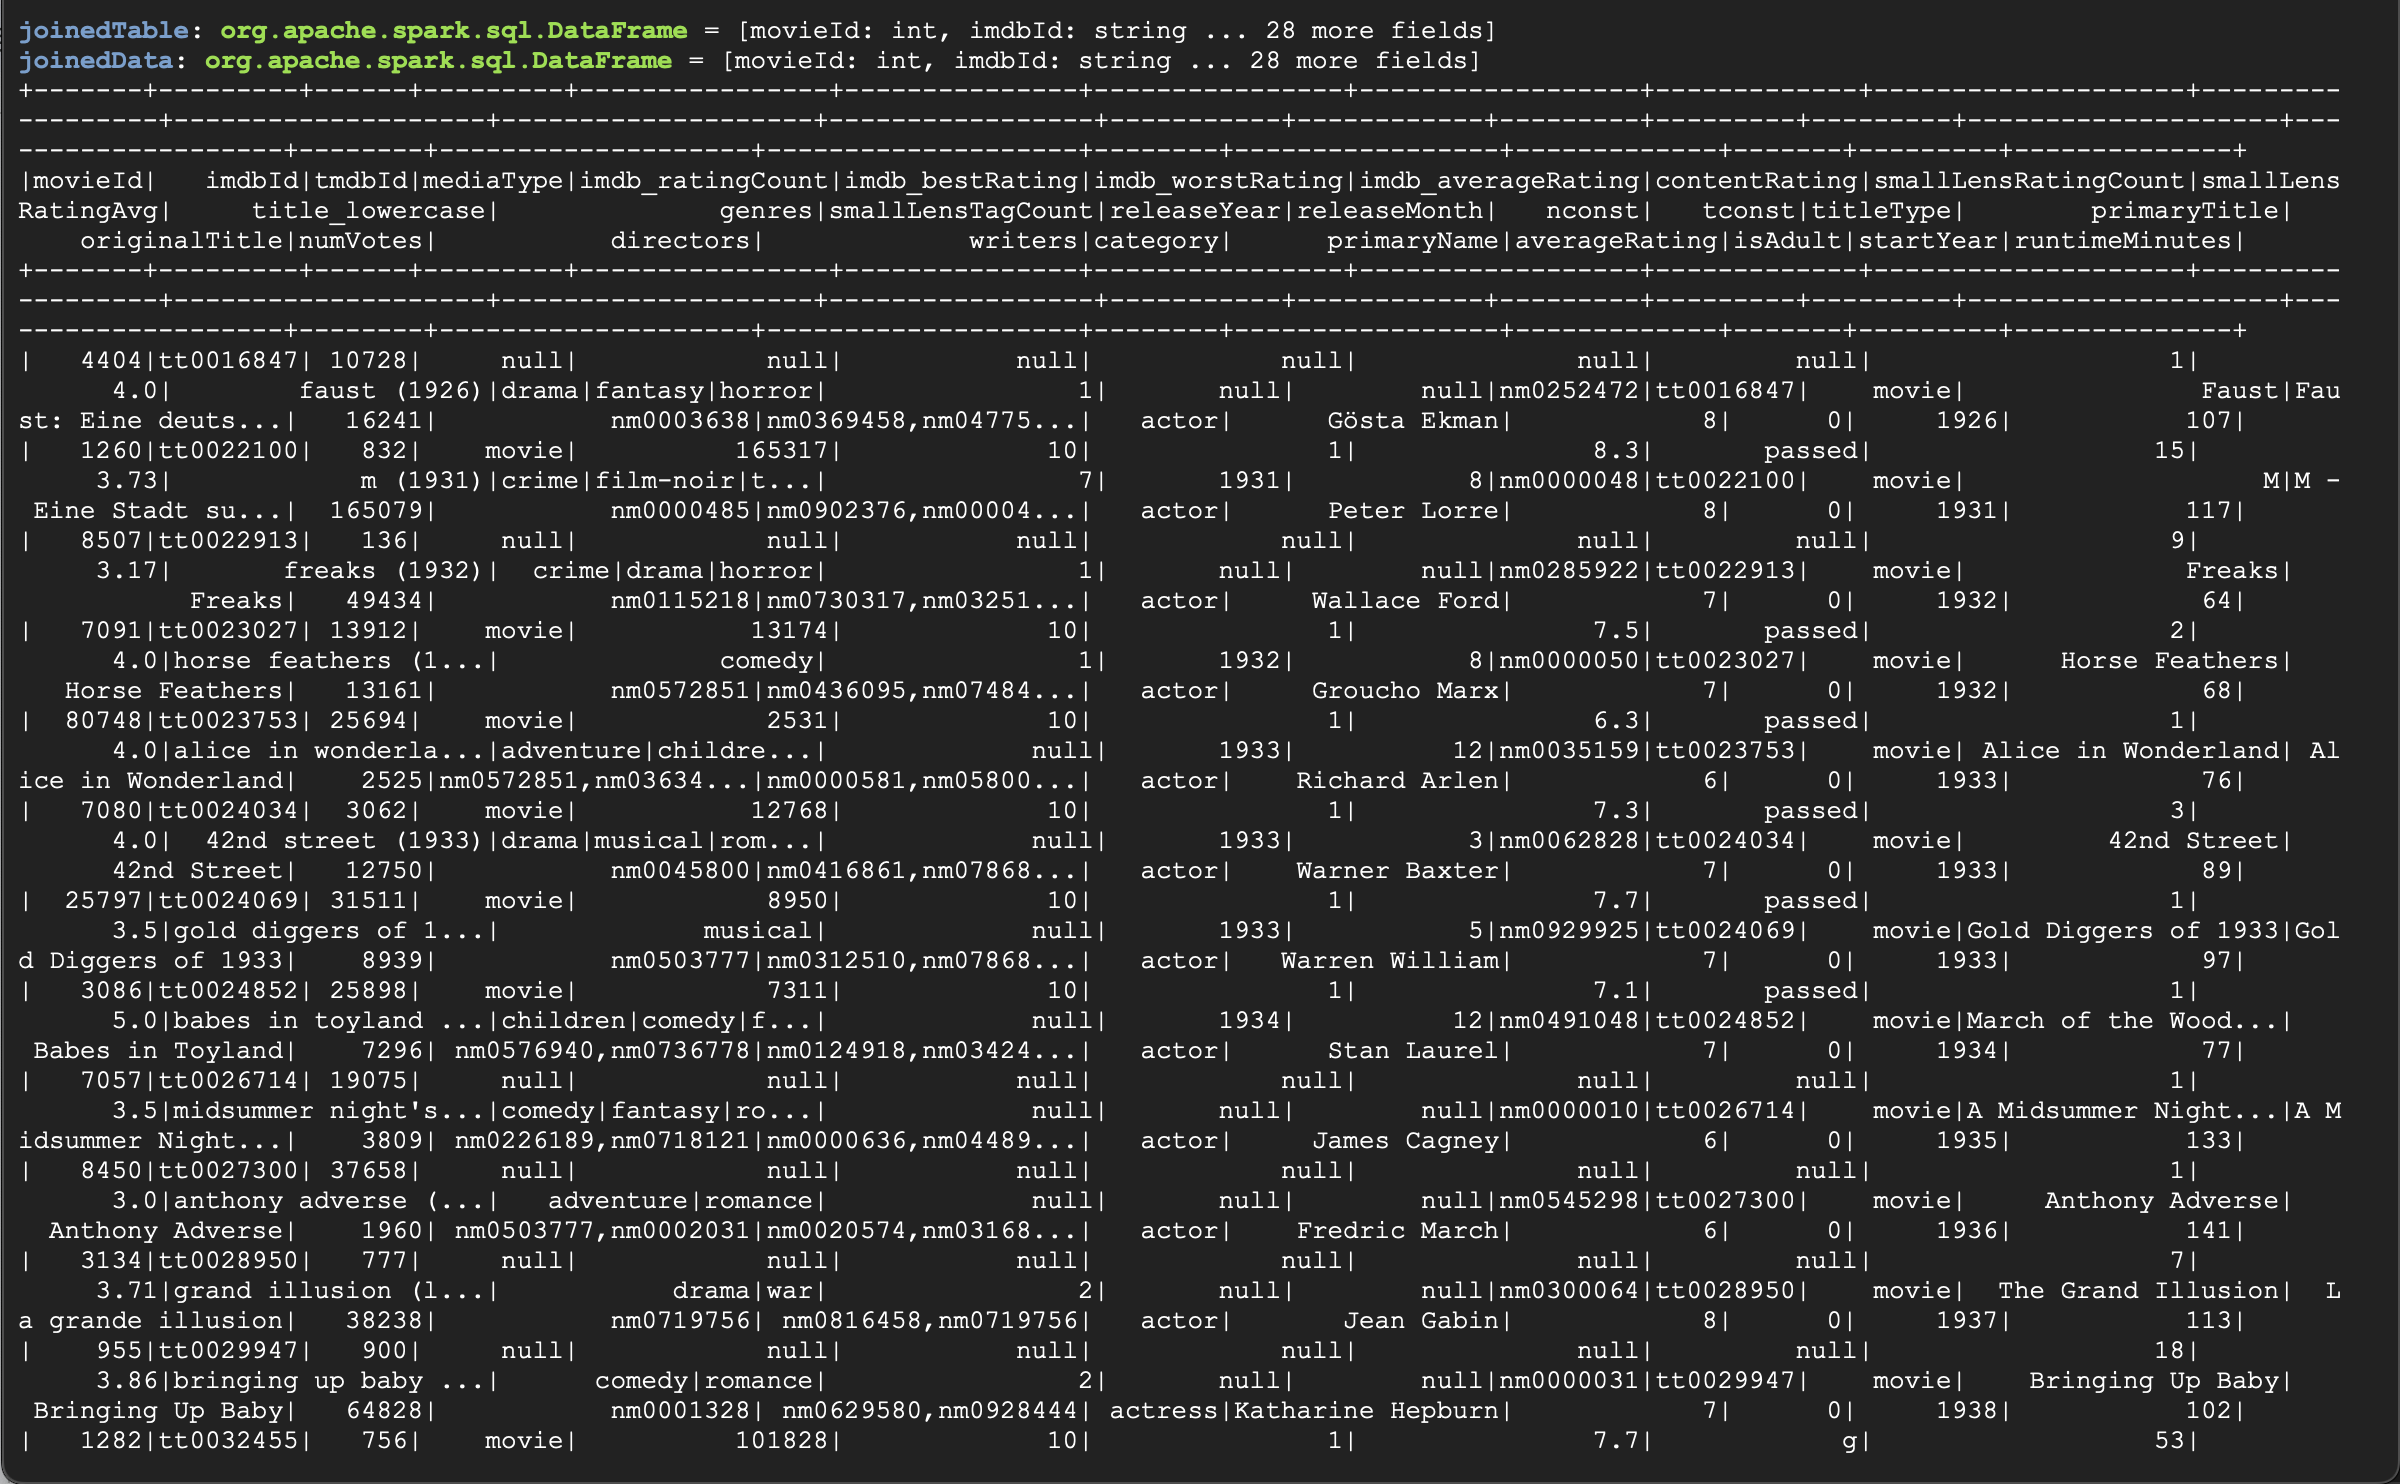 joinedTable: org.apache.spark.sql.DataFrame = [movieId: int, imdbId: string ... 28 more fields]
joinedData: org.apache.spark.sql.DataFrame = [movieId: int, imdbId: string ... 28 more fields]
+-------+---------+------+---------+----------------+---------------+----------------+------------------+-------------+--------------------+---------
---------+--------------------+--------------------+-----------------+-----------+------------+---------+---------+---------+--------------------+---
-----------------+--------+--------------------+--------------------+--------+-----------------+-------------+-------+---------+--------------+
|movieId|   imdbId|tmdbId|mediaType|imdb_ratingCount|imdb_bestRating|imdb_worstRating|imdb_averageRating|contentRating|smallLensRatingCount|smallLens
RatingAvg|     title_lowercase|              genres|smallLensTagCount|releaseYear|releaseMonth|   nconst|   tconst|titleType|        primaryTitle|
    originalTitle|numVotes|           directors|             writers|category|      primaryName|averageRating|isAdult|startYear|runtimeMinutes|
+-------+---------+------+---------+----------------+---------------+----------------+------------------+-------------+--------------------+---------
---------+--------------------+--------------------+-----------------+-----------+------------+---------+---------+---------+--------------------+---
-----------------+--------+--------------------+--------------------+--------+-----------------+-------------+-------+---------+--------------+
|   4404|tt0016847| 10728|     null|            null|           null|            null|              null|         null|                   1|
      4.0|        faust (1926)|drama|fantasy|horror|                1|       null|        null|nm0252472|tt0016847|    movie|               Faust|Fau
st: Eine deuts...|   16241|           nm0003638|nm0369458,nm04775...|   actor|      Gösta Ekman|            8|      0|     1926|           107|
|   1260|tt0022100|   832|    movie|          165317|             10|               1|               8.3|       passed|                  15|
     3.73|            m (1931)|crime|film-noir|t...|                7|       1931|           8|nm0000048|tt0022100|    movie|                   M|M -
 Eine Stadt su...|  165079|           nm0000485|nm0902376,nm00004...|   actor|      Peter Lorre|            8|      0|     1931|           117|
|   8507|tt0022913|   136|     null|            null|           null|            null|              null|         null|                   9|
     3.17|       freaks (1932)|  crime|drama|horror|                1|       null|        null|nm0285922|tt0022913|    movie|              Freaks|
           Freaks|   49434|           nm0115218|nm0730317,nm03251...|   actor|     Wallace Ford|            7|      0|     1932|            64|
|   7091|tt0023027| 13912|    movie|           13174|             10|               1|               7.5|       passed|                   2|
      4.0|horse feathers (1...|              comedy|                1|       1932|           8|nm0000050|tt0023027|    movie|      Horse Feathers|
   Horse Feathers|   13161|           nm0572851|nm0436095,nm07484...|   actor|     Groucho Marx|            7|      0|     1932|            68|
|  80748|tt0023753| 25694|    movie|            2531|             10|               1|               6.3|       passed|                   1|
      4.0|alice in wonderla...|adventure|childre...|             null|       1933|          12|nm0035159|tt0023753|    movie| Alice in Wonderland| Al
ice in Wonderland|    2525|nm0572851,nm03634...|nm0000581,nm05800...|   actor|    Richard Arlen|            6|      0|     1933|            76|
|   7080|tt0024034|  3062|    movie|           12768|             10|               1|               7.3|       passed|                   3|
      4.0|  42nd street (1933)|drama|musical|rom...|             null|       1933|           3|nm0062828|tt0024034|    movie|         42nd Street|
      42nd Street|   12750|           nm0045800|nm0416861,nm07868...|   actor|    Warner Baxter|            7|      0|     1933|            89|
|  25797|tt0024069| 31511|    movie|            8950|             10|               1|               7.7|       passed|                   1|
      3.5|gold diggers of 1...|             musical|             null|       1933|           5|nm0929925|tt0024069|    movie|Gold Diggers of 1933|Gol
d Diggers of 1933|    8939|           nm0503777|nm0312510,nm07868...|   actor|   Warren William|            7|      0|     1933|            97|
|   3086|tt0024852| 25898|    movie|            7311|             10|               1|               7.1|       passed|                   1|
      5.0|babes in toyland ...|children|comedy|f...|             null|       1934|          12|nm0491048|tt0024852|    movie|March of the Wood...|
 Babes in Toyland|    7296| nm0576940,nm0736778|nm0124918,nm03424...|   actor|      Stan Laurel|            7|      0|     1934|            77|
|   7057|tt0026714| 19075|     null|            null|           null|            null|              null|         null|                   1|
      3.5|midsummer night's...|comedy|fantasy|ro...|             null|       null|        null|nm0000010|tt0026714|    movie|A Midsummer Night...|A M
idsummer Night...|    3809| nm0226189,nm0718121|nm0000636,nm04489...|   actor|     James Cagney|            6|      0|     1935|           133|
|   8450|tt0027300| 37658|     null|            null|           null|            null|              null|         null|                   1|
      3.0|anthony adverse (...|   adventure|romance|             null|       null|        null|nm0545298|tt0027300|    movie|     Anthony Adverse|
  Anthony Adverse|    1960| nm0503777,nm0002031|nm0020574,nm03168...|   actor|    Fredric March|            6|      0|     1936|           141|
|   3134|tt0028950|   777|     null|            null|           null|            null|              null|         null|                   7|
     3.71|grand illusion (l...|           drama|war|                2|       null|        null|nm0300064|tt0028950|    movie|  The Grand Illusion|  L
a grande illusion|   38238|           nm0719756| nm0816458,nm0719756|   actor|       Jean Gabin|            8|      0|     1937|           113|
|    955|tt0029947|   900|     null|            null|           null|            null|              null|         null|                  18|
     3.86|bringing up baby ...|      comedy|romance|                2|       null|        null|nm0000031|tt0029947|    movie|    Bringing Up Baby|
 Bringing Up Baby|   64828|           nm0001328| nm0629580,nm0928444| actress|Katharine Hepburn|            7|      0|     1938|           102|
|   1282|tt0032455|   756|    movie|          101828|             10|               1|               7.7|            g|                  53|